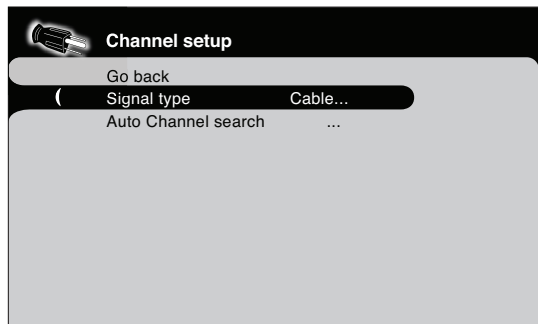 Channel setup
Go back
Signal type Cable...
Auto Channel search ...